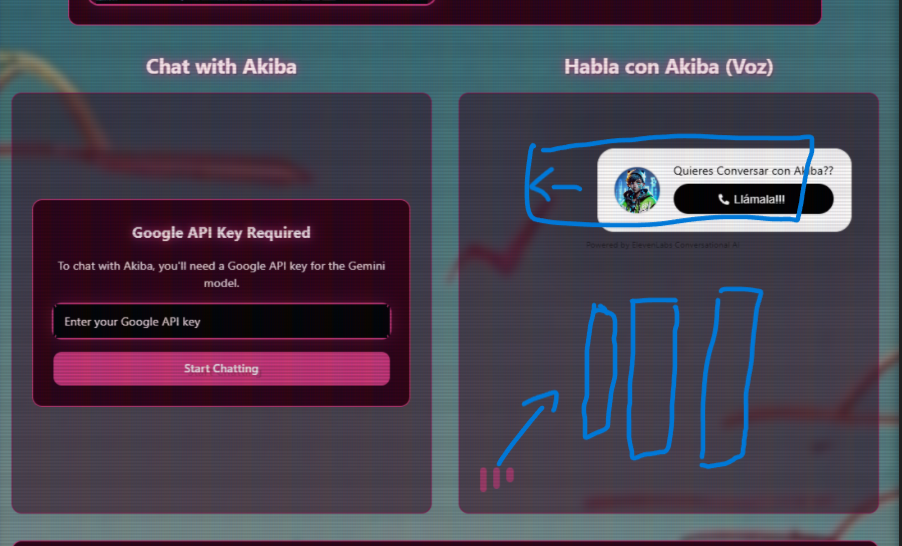 Chat with Akiba
Habla con Akiba (Voz)
Quieres Conversar con Akiba??
Llámala!!!
Powered by ElevenLabs Conversational AI
Google API Key Required
To chat with Akiba, you'll need a Google API key for the Gemini
model.
Enter your Google API key
Start Chatting